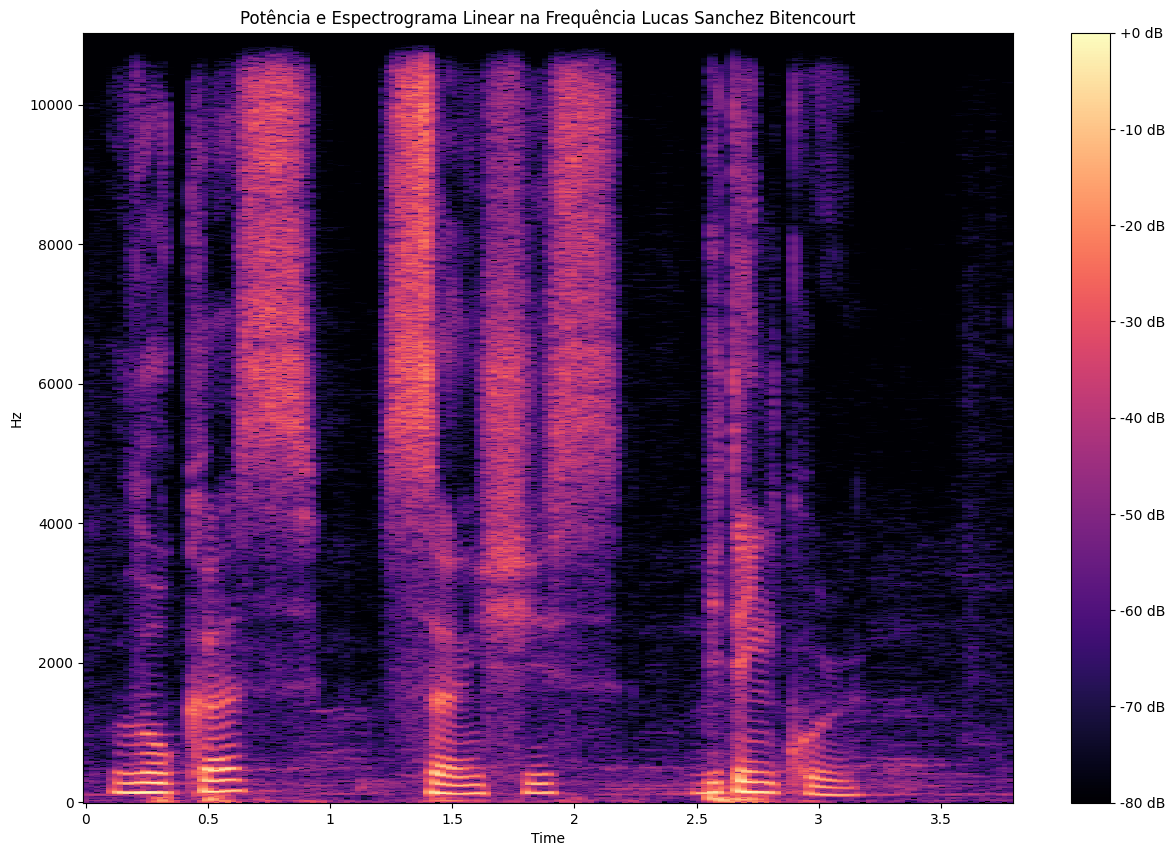 Potência e Espectrograma Linear na Frequência Lucas Sanchez Bitencourt
+0 dB
-10 dB
-20 dB
-30 dB
-40 dB
-50 dB
-60 dB
-70 dB
-80 dB
Hz
10000
8000
6000
4000
2000
0
0 0.5 1 1.5 2 2.5 3 3.5
Time